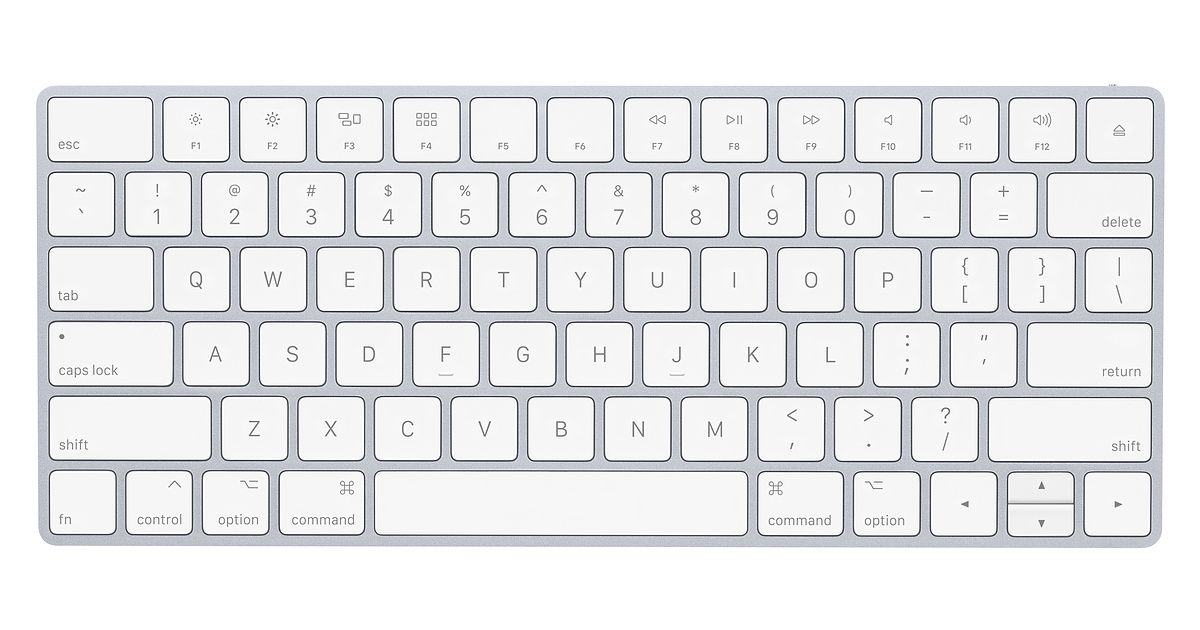 esc F1 F2 F3 F4 F5 F6 F7 F8 F9 F10 F11 F12
~ ! @ # $ % ^ & * ( ) — +
` 1 2 3 4 5 6 7 8 9 0 - = delete
tab Q W E R T Y U I O P { } |
[ ] \
caps lock A S D F G H J K L : "
; ' return
shift Z X C V B N M < > ?
, . / shift
⌃ ⌥ ⌘ ⌘ ⌥ ▲
fn control option command command option ◀ ▼ ▶